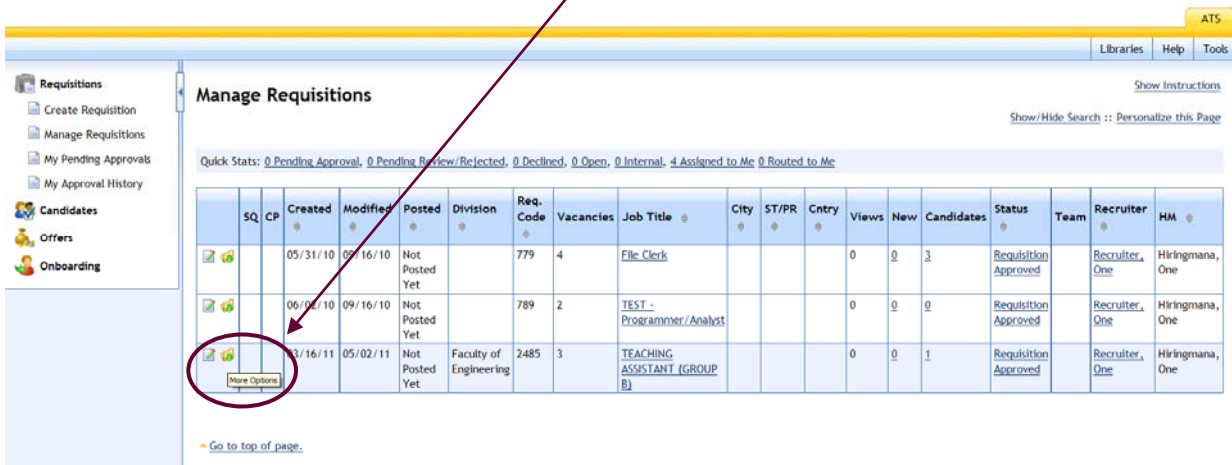 ATS
Libraries Help Tools
Requisitions
Create Requisition
Manage Requisitions
My Pending Approvals
My Approval History
Candidates
Offers
Onboarding
Manage Requisitions
Show Instructions
Show/Hide Search :: Personalize this Page
Quick Stats: 0 Pending Approval, 0 Pending Review/Rejected, 0 Declined, 0 Open, 0 Internal, 4 Assigned to Me 0 Routed to Me
SQ CP Created Modified Posted Division Req. Code Vacancies Job Title City ST/PR Cntry Views New Candidates Status Team Recruiter HM
05/31/10 09/16/10 Not Posted Yet 779 4 File Clerk 0 0 3 Requisition Approved Recruiter, One Hiringmana, One
06/02/10 09/16/10 Not Posted Yet 789 2 TEST - Programmer/Analyst 0 0 0 Requisition Approved Recruiter, One Hiringmana, One
03/16/11 05/02/11 Not Posted Yet Faculty of Engineering 2485 3 TEACHING ASSISTANT (GROUP B) 0 0 1 Requisition Approved Recruiter, One Hiringmana, One
More Options
Go to top of page.